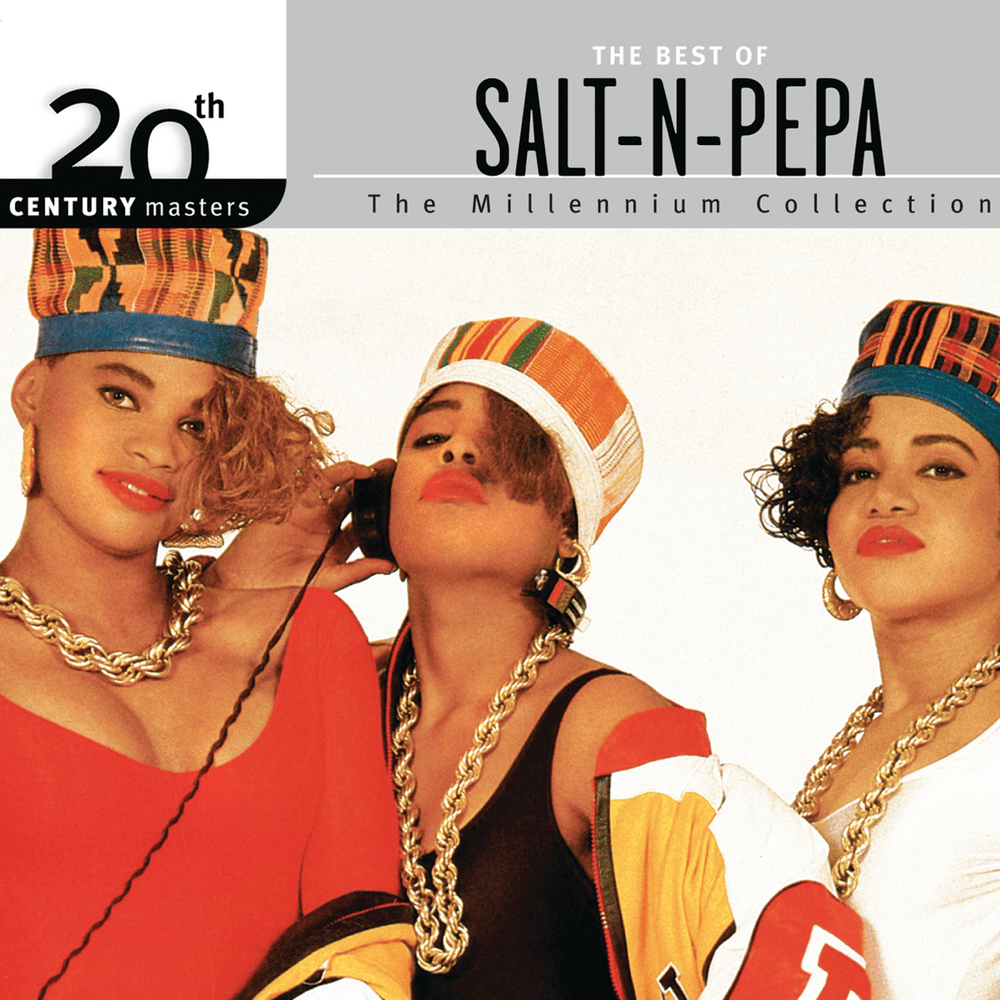 20th
CENTURY masters
THE BEST OF
SALT-N-PEPA
The Millennium Collection